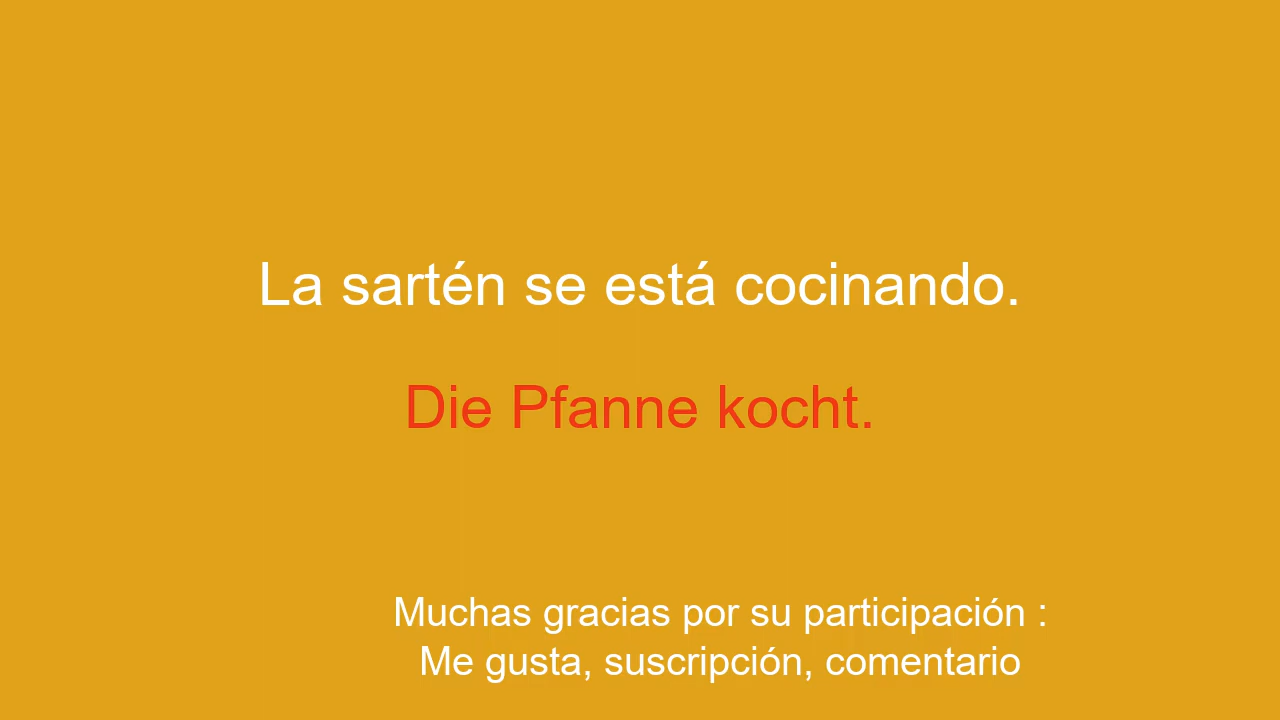 La sartén se está cocinando.
Die Pfanne kocht.
Muchas gracias por su participación :
Me gusta, suscripción, comentario